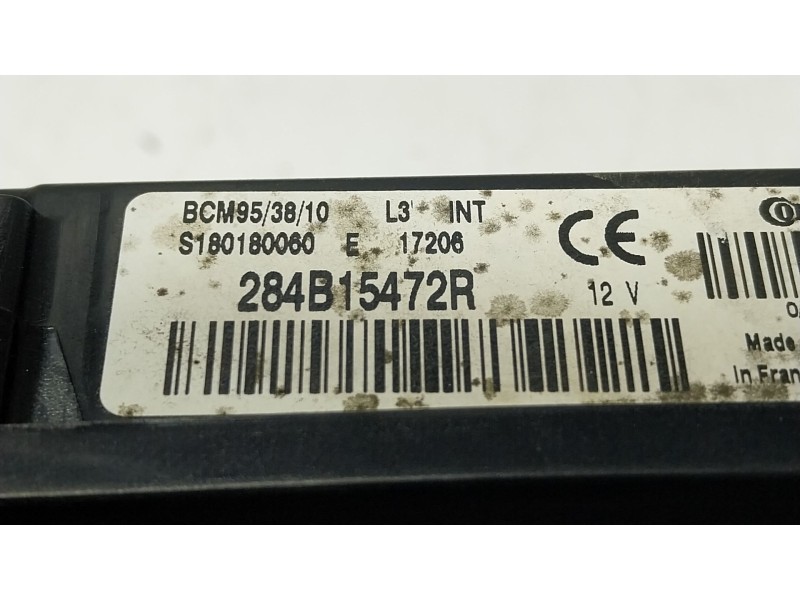 BCM95/38/10 L3 INT
S180180060 E 17206
CE
284B15472R
12 V
Made
In Fran